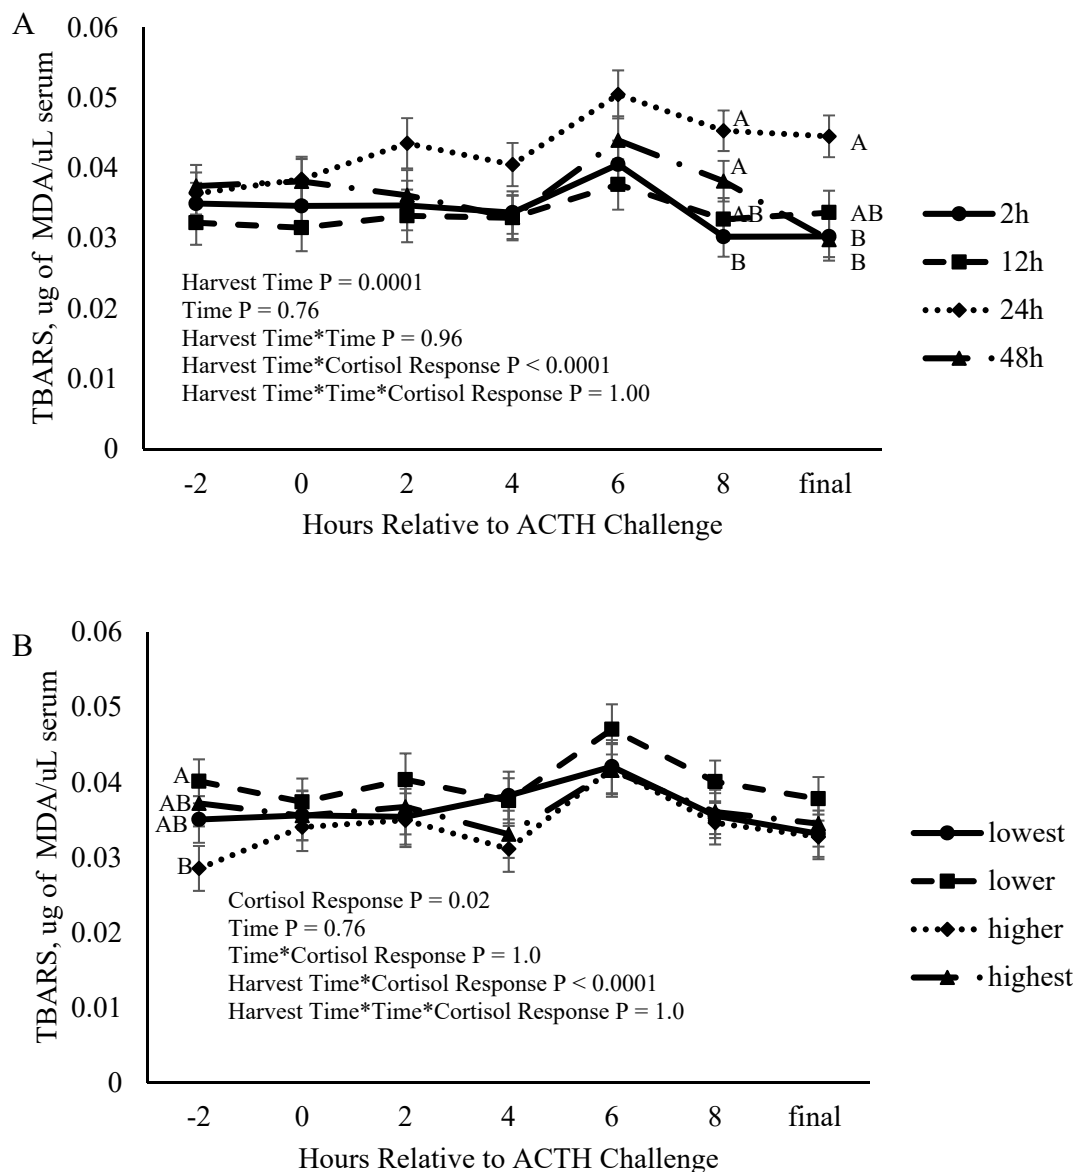 A
0.06
0.05
0.04
0.03
0.02
0.01
0
TBARS, ug of MDA/uL serum
A
A
A
AB
AB
B
B
B
Harvest Time P = 0.0001
Time P = 0.76
Harvest Time*Time P = 0.96
Harvest Time*Cortisol Response P < 0.0001
Harvest Time*Time*Cortisol Response P = 1.00
-2 0 2 4 6 8 final
Hours Relative to ACTH Challenge
2h
12h
24h
48h
B
0.06
0.05
0.04
0.03
0.02
0.01
0
TBARS, ug of MDA/uL serum
A
AB
AB
B
Cortisol Response P = 0.02
Time P = 0.76
Time*Cortisol Response P = 1.0
Harvest Time*Cortisol Response P < 0.0001
Harvest Time*Time*Cortisol Response P = 1.0
-2 0 2 4 6 8 final
Hours Relative to ACTH Challenge
lowest
lower
higher
highest